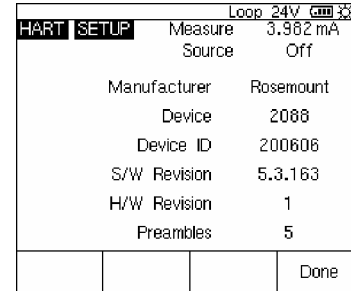 Loop 24V
HART SETUP Measure 3.982 mA
Source Off
Manufacturer Rosemount
Device 2088
Device ID 200606
S/W Revision 5.3.163
H/W Revision 1
Preambles 5
Done